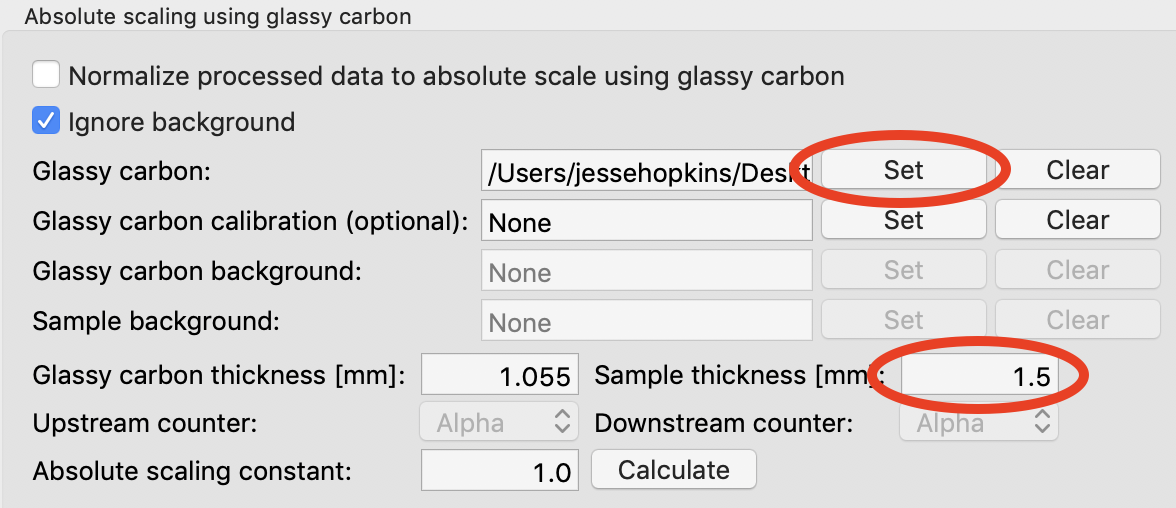 Absolute scaling using glassy carbon
Normalize processed data to absolute scale using glassy carbon
Ignore background
Glassy carbon: /Users/jessehopkins/Deskt Set Clear
Glassy carbon calibration (optional): None Set Clear
Glassy carbon background: None Set Clear
Sample background: None Set Clear
Glassy carbon thickness [mm]: 1.055 Sample thickness [mm]: 1.5
Upstream counter: Alpha Downstream counter: Alpha
Absolute scaling constant: 1.0 Calculate